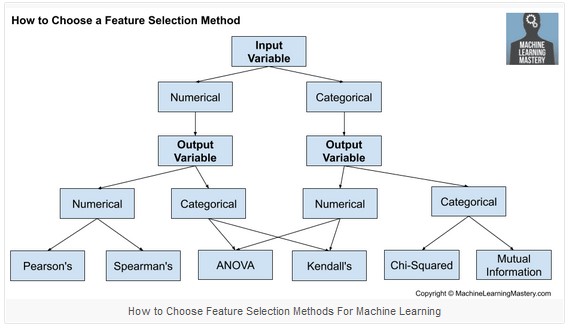 How to Choose a Feature Selection Method
MACHINE
LEARNING
MASTERY
Input
Variable
Numerical
Categorical
Output
Variable
Output
Variable
Numerical
Categorical
Numerical
Categorical
Pearson's
Spearman's
ANOVA
Kendall's
Chi-Squared
Mutual
Information
Copyright © MachineLearningMastery.com
How to Choose Feature Selection Methods For Machine Learning